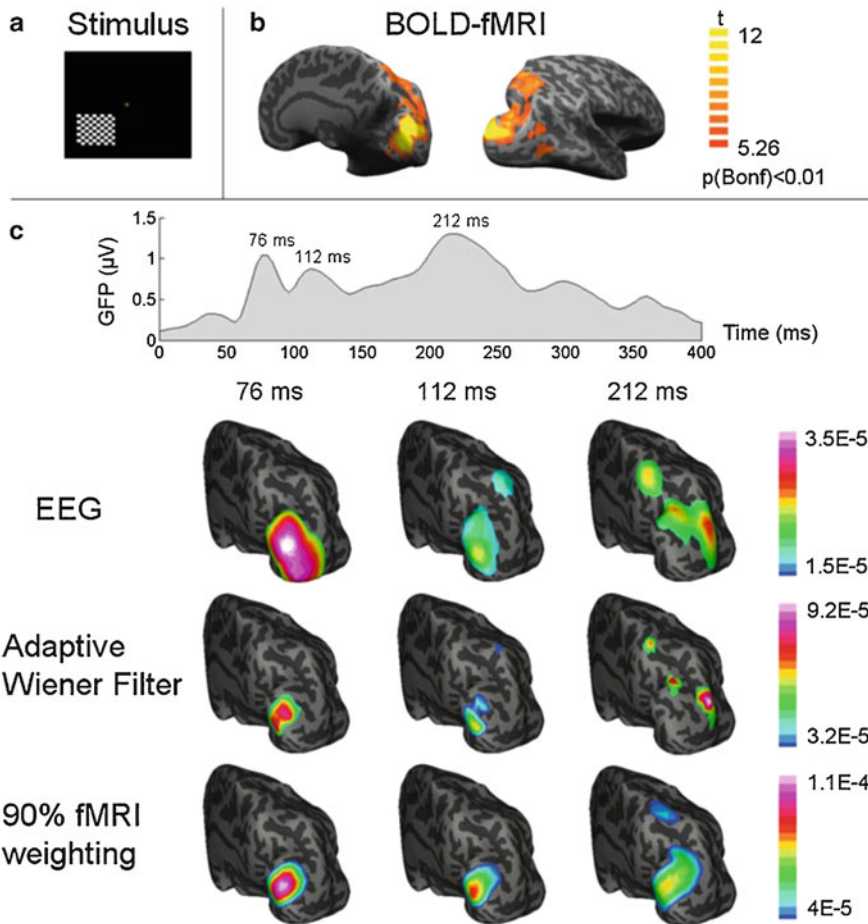 a Stimulus
b BOLD-fMRI
t
12
5.26
p(Bonf)<0.01
c
GFP (µV)
1.5
1
0.5
0
76 ms
112 ms
212 ms
0 50 100 150 200 250 300 350 400
Time (ms)
76 ms 112 ms 212 ms
EEG
3.5E-5
1.5E-5
Adaptive
Wiener Filter
9.2E-5
3.2E-5
90% fMRI
weighting
1.1E-4
4E-5